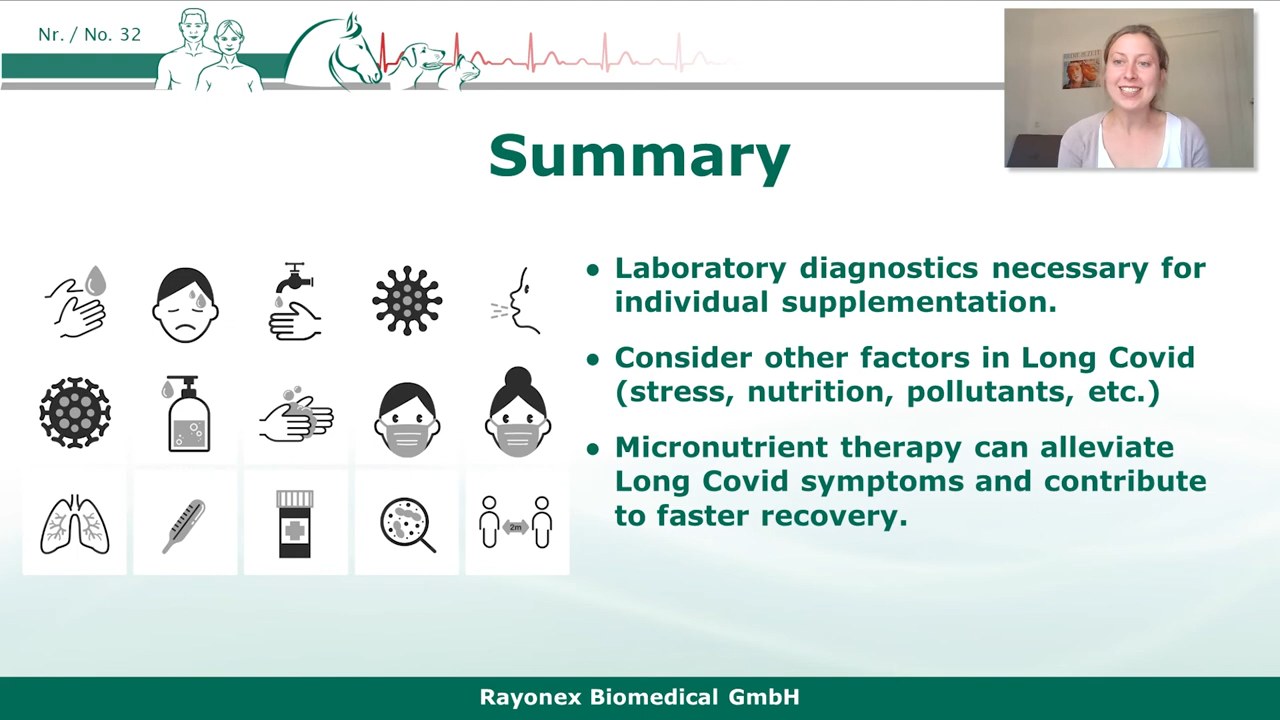 Nr. / No. 32
Summary
• Laboratory diagnostics necessary for
individual supplementation.
• Consider other factors in Long Covid
(stress, nutrition, pollutants, etc.)
• Micronutrient therapy can alleviate
Long Covid symptoms and contribute
to faster recovery.
2m
Rayonex Biomedical GmbH